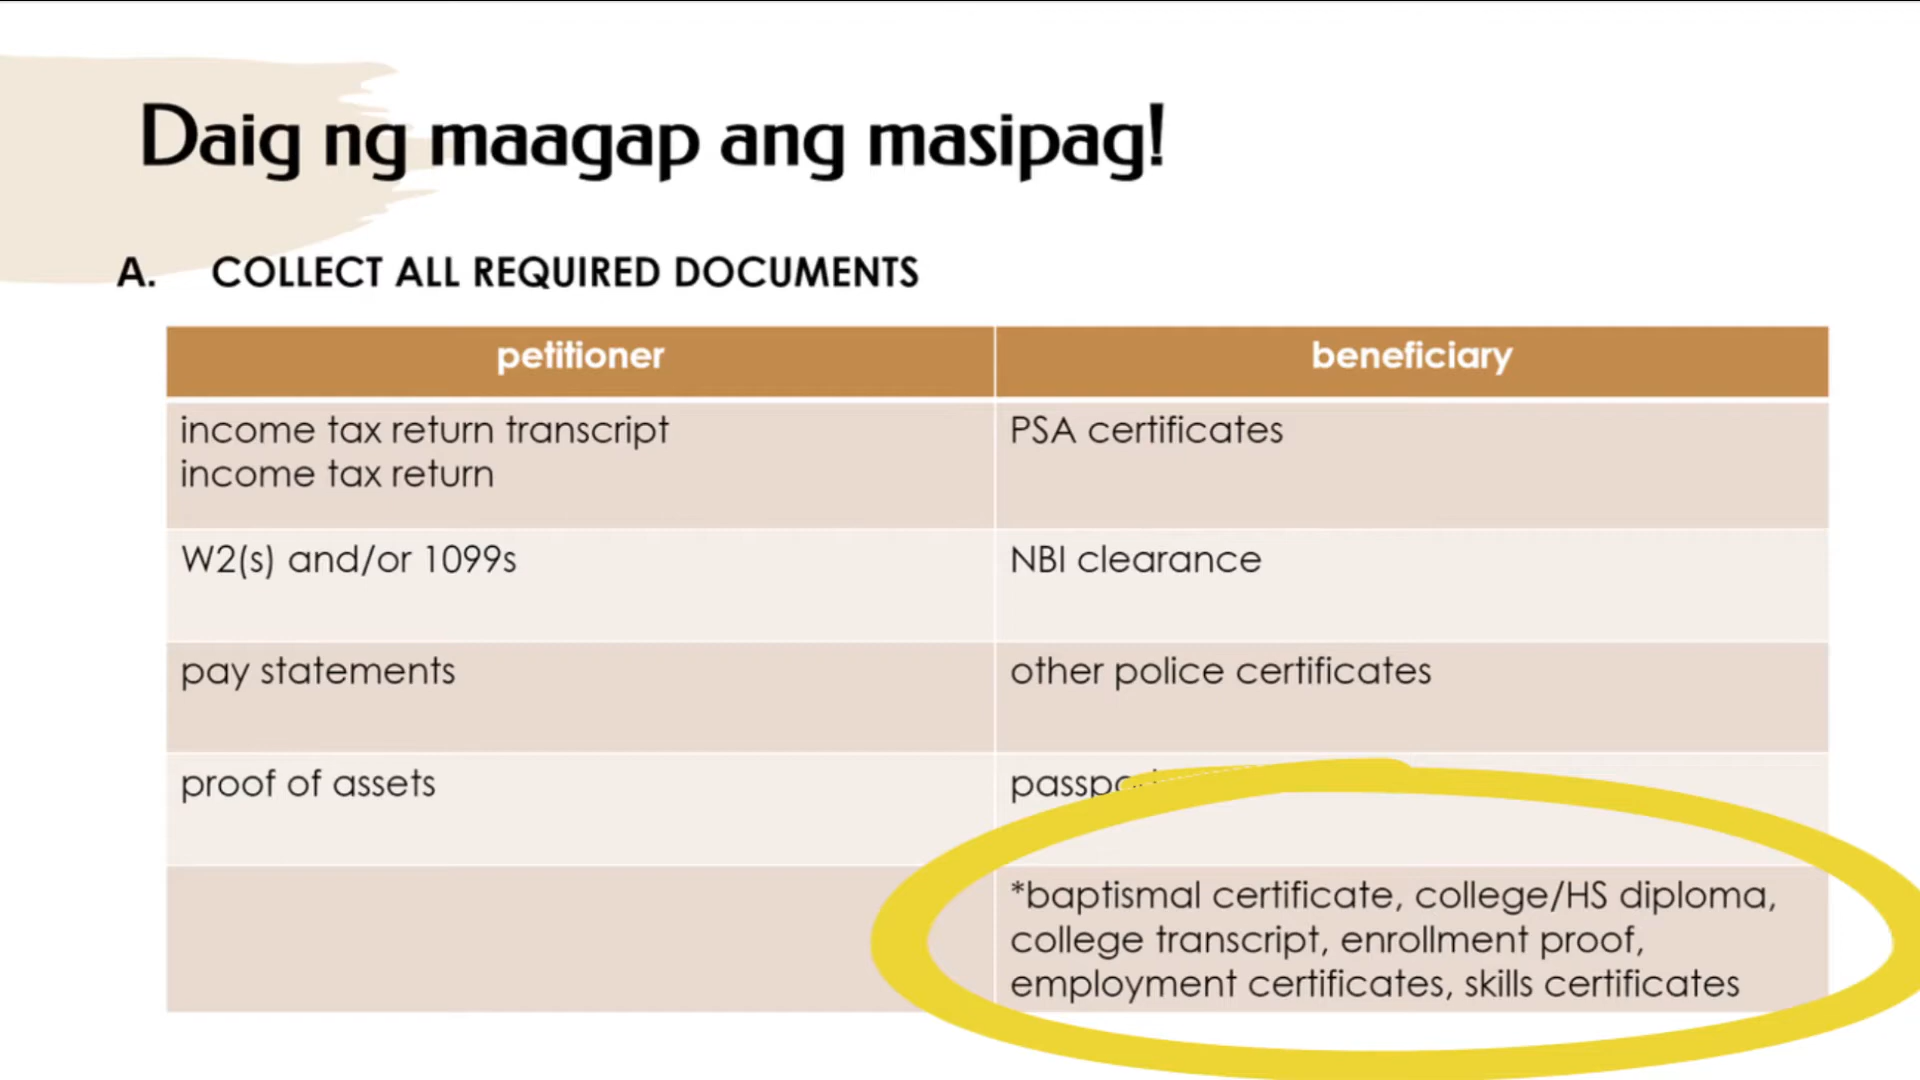 Daig ng maagap ang masipag!
A. COLLECT ALL REQUIRED DOCUMENTS
petitioner
beneficiary
income tax return transcript
income tax return
PSA certificates
W2(s) and/or 1099s
NBI clearance
pay statements
other police certificates
proof of assets
*baptismal certificate, college/HS diploma,
college transcript, enrollment proof,
employment certificates, skills certificates